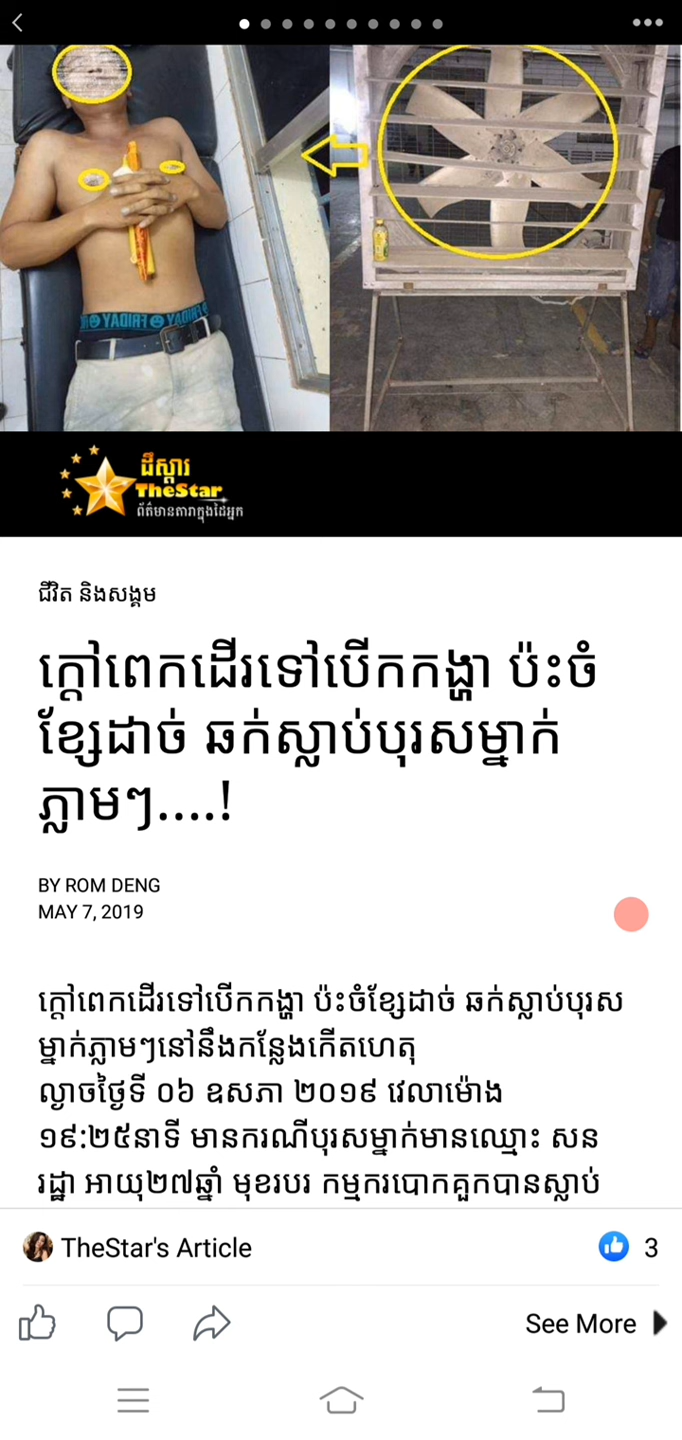 FRIDAY FRIDAY
ដឹស្តារ
TheStar
ព័ត៌មានតារាក្នុងដៃអ្នក
ជីវិត និងសង្គម
ក្តៅពេកដើរទៅបើកកង្ហា ប៉ះចំ
ខ្សែដាច់ ឆក់ស្លាប់បុរសម្នាក់
ភ្លាមៗ....!
BY ROM DENG
MAY 7, 2019
ក្តៅពេកដើរទៅបើកកង្ហា ប៉ះចំខ្សែដាច់ ឆក់ស្លាប់បុរស
ម្នាក់ភ្លាមៗនៅនឹងកន្លែងកើតហេតុ
ល្ងាចថ្ងៃទី ០៦ ឧសភា ២០១៩ វេលាម៉ោង
១៩:២៥នាទី មានករណីបុរសម្នាក់មានឈ្មោះ សន
រដ្ឋា អាយុ២៧ឆ្នាំ មុខរបរ កម្មករបោកគួកបានស្លាប់
TheStar's Article
3
See More